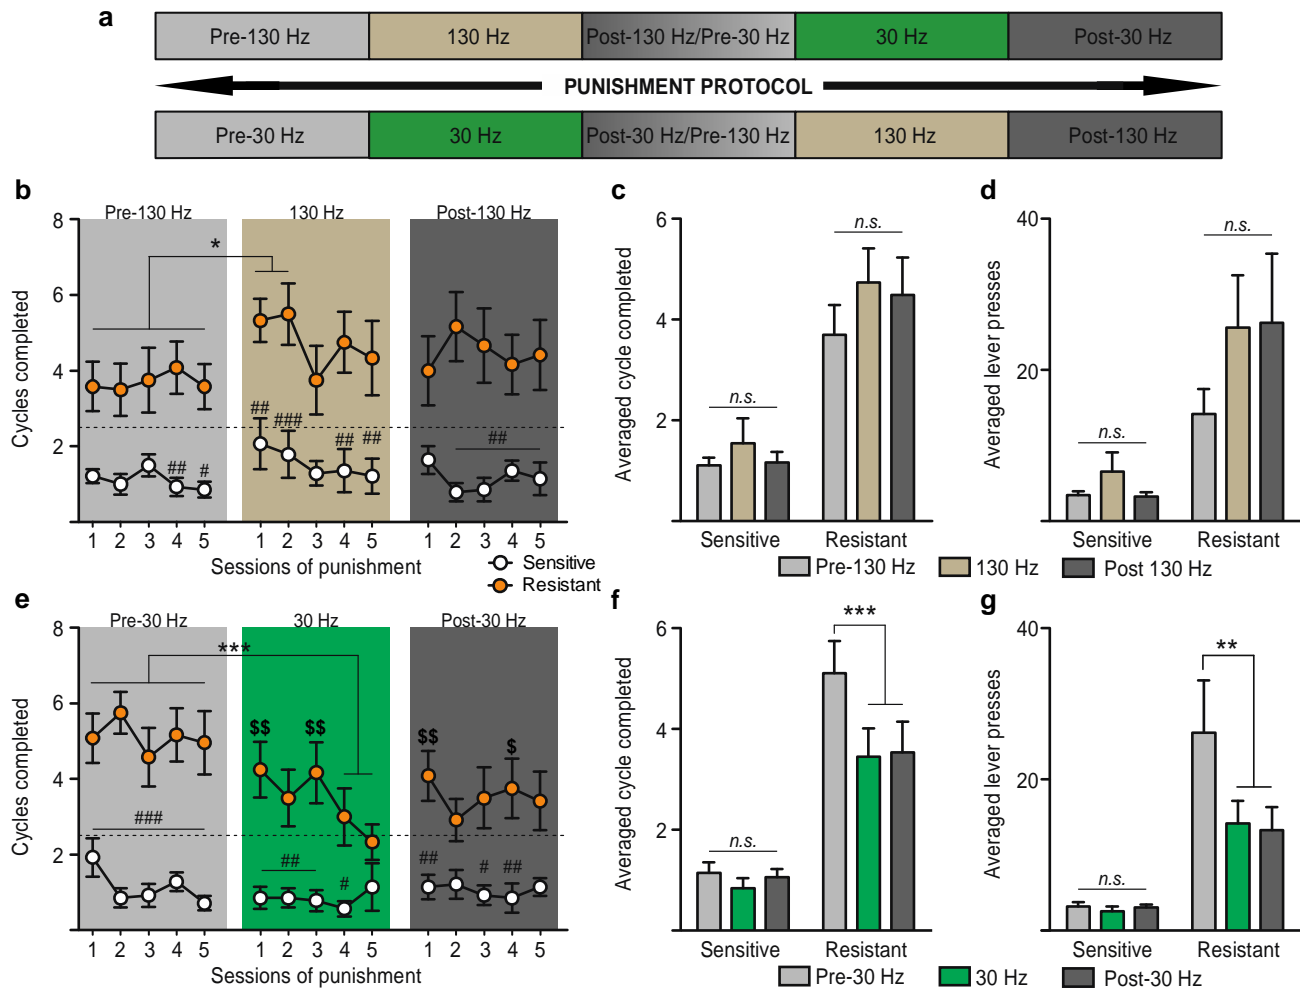 a
Pre-130 Hz 130 Hz Post-130 Hz/Pre-30 Hz 30 Hz Post-30 Hz
PUNISHMENT PROTOCOL
Pre-30 Hz 30 Hz Post-30 Hz/Pre-130 Hz 130 Hz Post-130 Hz
b
Pre-130 Hz 130 Hz Post-130 Hz
Cycles completed
8
6
4
2
*
## ### ## ##
## # ##
1 2 3 4 5 1 2 3 4 5 1 2 3 4 5
Sessions of punishment
Sensitive
Resistant
c
Averaged cycle completed
6
4
2
n.s.
n.s.
Sensitive Resistant
d
Averaged lever presses
40
20
n.s.
n.s.
Sensitive Resistant
Pre-130 Hz 130 Hz Post 130 Hz
e
Pre-30 Hz 30 Hz Post-30 Hz
Cycles completed
8
6
4
2
***
$$ $$ $$ $
### ## # ## # ##
1 2 3 4 5 1 2 3 4 5 1 2 3 4 5
Sessions of punishment
f
Averaged cycle completed
6
4
2
***
n.s.
Sensitive Resistant
g
Averaged lever presses
40
20
**
n.s.
Sensitive Resistant
Pre-30 Hz 30 Hz Post-30 Hz